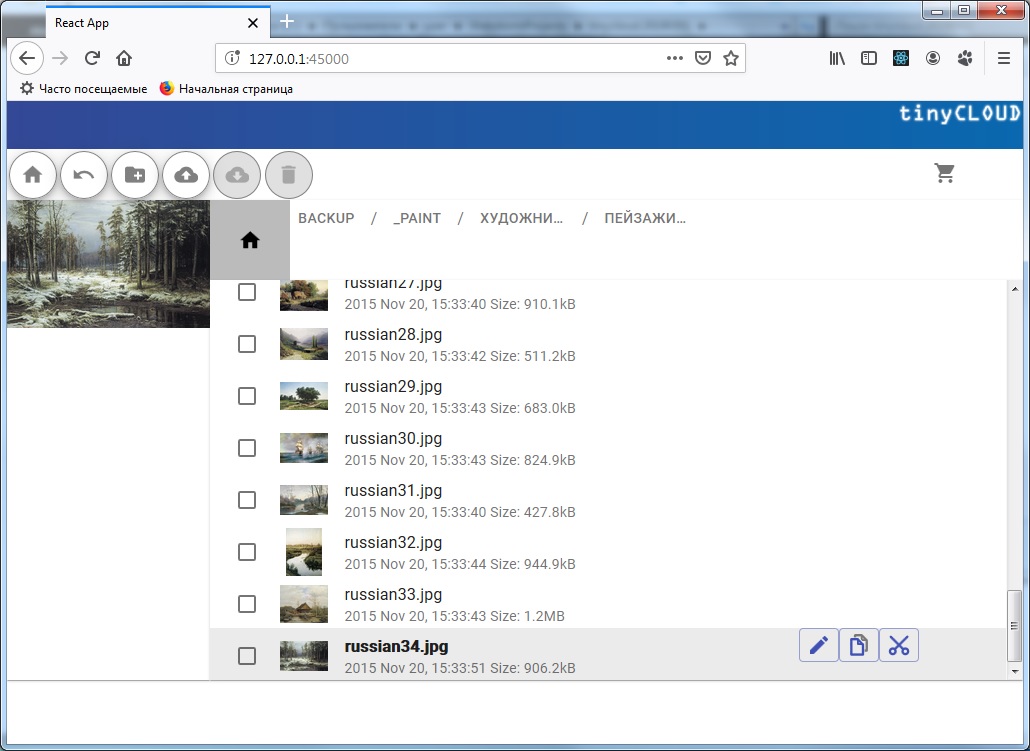 React App
127.0.0.1:45000
Часто посещаемые Начальная страница
tinyCLOUD
BACKUP / _PAINT / ХУДОЖНИ... / ПЕЙЗАЖИ...
russian27.jpg
2015 Nov 20, 15:33:40 Size: 910.1kB
russian28.jpg
2015 Nov 20, 15:33:42 Size: 511.2kB
russian29.jpg
2015 Nov 20, 15:33:43 Size: 683.0kB
russian30.jpg
2015 Nov 20, 15:33:43 Size: 824.9kB
russian31.jpg
2015 Nov 20, 15:33:40 Size: 427.8kB
russian32.jpg
2015 Nov 20, 15:33:44 Size: 944.9kB
russian33.jpg
2015 Nov 20, 15:33:43 Size: 1.2MB
russian34.jpg
2015 Nov 20, 15:33:51 Size: 906.2kB